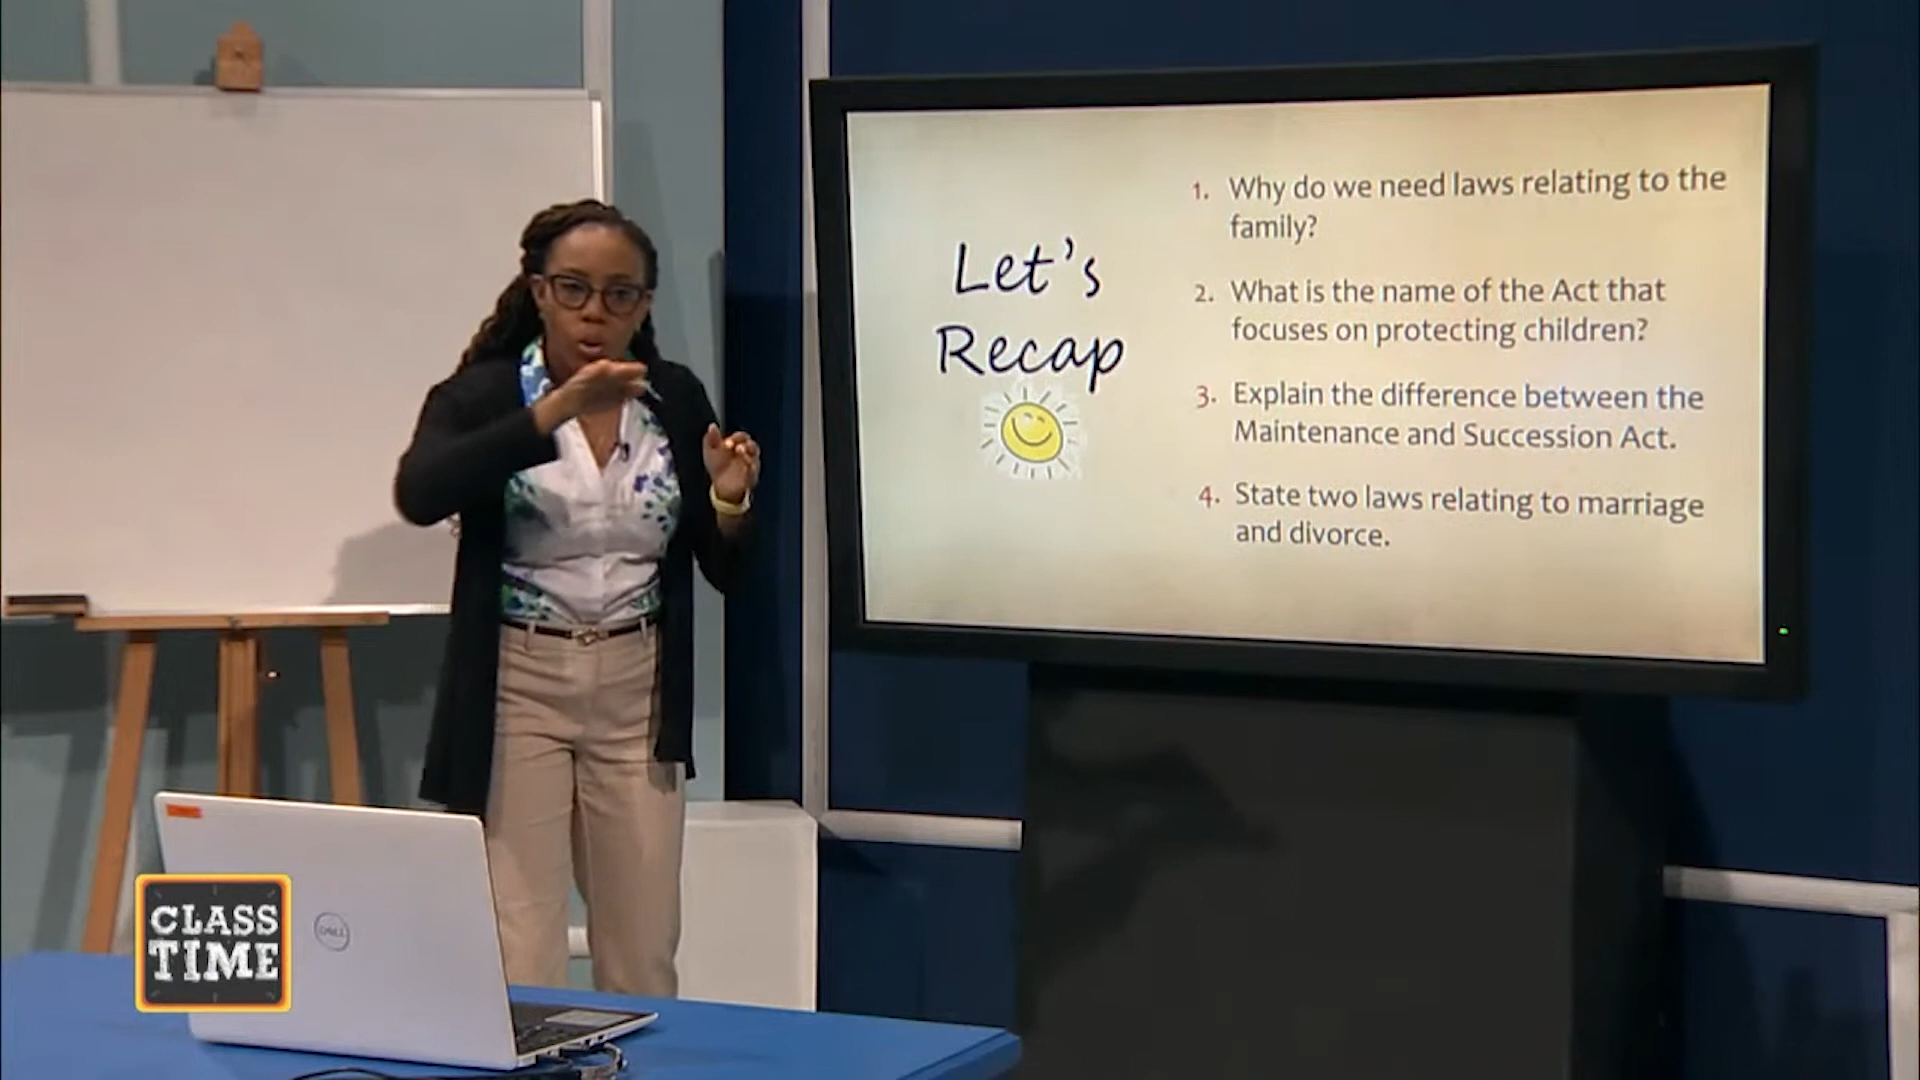 Let's
Recap
1. Why do we need laws relating to the
family?
2. What is the name of the Act that
focuses on protecting children?
3. Explain the difference between the
Maintenance and Succession Act.
4. State two laws relating to marriage
and divorce.
CLASS
TIME
DELL